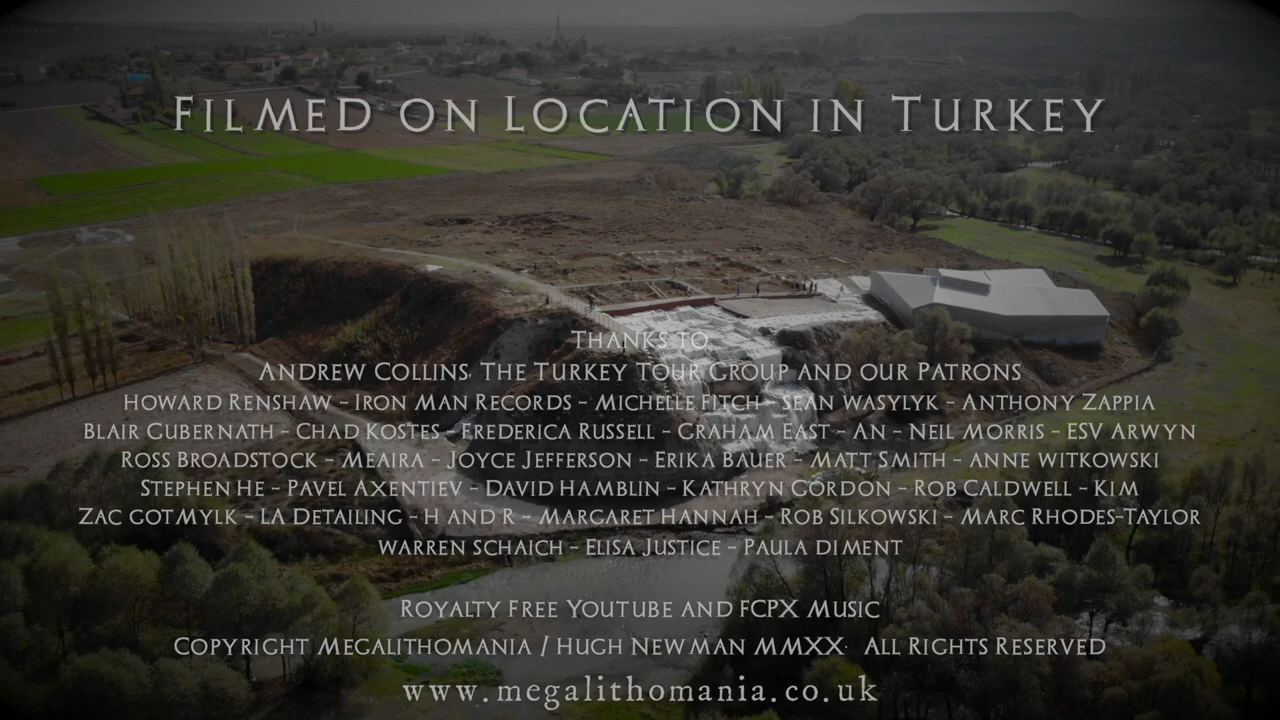 Filmed on Location in Turkey
Thanks to
Andrew Collins, The Turkey Tour Group and our Patrons
Howard Renshaw - Iron Man Records - Michelle Fitch - Sean Wasylyk - Anthony Zappia
Blair Gubernath - Chad Kostes - Frederica Russell - Graham East - An - Neil Morris - ESV Arwyn
Ross Broadstock - Meaira - Joyce Jefferson - Erika Bauer - Matt Smith - Anne Witkowski
Stephen He - Pavel Axentiev - David Hamblin - Kathryn Gordon - Rob Caldwell - Kim
Zac Gotmylk - LA Detailing - H and R - Margaret Hannah - Rob Silkowski - Marc Rhodes-Taylor
Warren Schaich - Elisa Justice - Paula Diment
Royalty Free Youtube and FCPX Music
Copyright Megalithomania / Hugh Newman MMXX. All Rights Reserved
www.megalithomania.co.uk